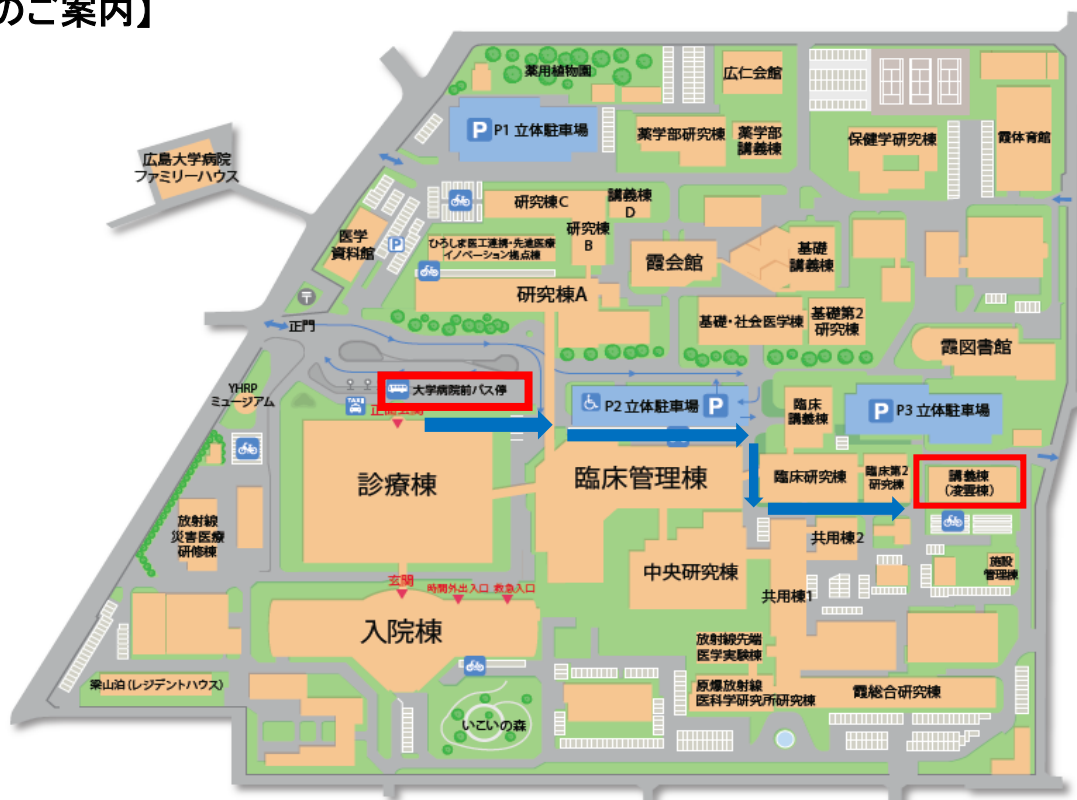 のご案内】
薬用植物園
広仁会館
P P1 立体駐車場
薬学部研究棟
薬学部
講義棟
保健学研究棟
霞体育館
広島大学病院
ファミリーハウス
研究棟C
講義棟
D
研究棟
B
医学
資料館
P
ひろしま医工連携・先進医療
イノベーション拠点棟
霞会館
基礎
講義棟
研究棟A
〒
正門
基礎・社会医学棟
基礎第2
研究棟
霞図書館
YHRP
ミュージアム
大学病院前バス停
TAXI
正面玄関
P2 立体駐車場 P
臨床
講義棟
P P3 立体駐車場
診療棟
臨床管理棟
臨床研究棟
臨床第2
研究棟
講義棟
(凌雲棟)
放射線
災害医療
研修棟
共用棟2
中央研究棟
施設
管理棟
玄関
時間外出入口
救急入口
共用棟1
入院棟
放射線先端
医学実験棟
梁山泊(レジデントハウス)
原爆放射線
医科学研究所研究棟
霞総合研究棟
いこいの森